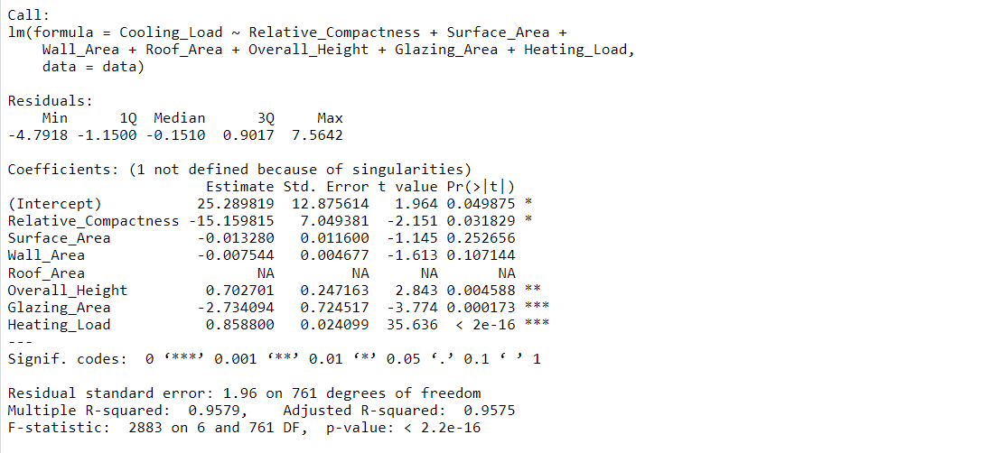 Call:
lm(formula = Cooling_Load ~ Relative_Compactness + Surface_Area +
    Wall_Area + Roof_Area + Overall_Height + Glazing_Area + Heating_Load,
    data = data)

Residuals:
    Min      1Q  Median      3Q     Max
-4.7918 -1.1500 -0.1510  0.9017  7.5642

Coefficients: (1 not defined because of singularities)
                       Estimate Std. Error t value Pr(>|t|)
(Intercept)           25.289819  12.875614   1.964 0.049875 *
Relative_Compactness -15.159815   7.049381  -2.151 0.031829 *
Surface_Area          -0.013280   0.011600  -1.145 0.252656
Wall_Area             -0.007544   0.004677  -1.613 0.107144
Roof_Area                    NA         NA      NA       NA
Overall_Height         0.702701   0.247163   2.843 0.004588 **
Glazing_Area          -2.734094   0.724517  -3.774 0.000173 ***
Heating_Load           0.858800   0.024099  35.636  < 2e-16 ***
---
Signif. codes:  0 ‘***’ 0.001 ‘**’ 0.01 ‘*’ 0.05 ‘.’ 0.1 ‘ ’ 1

Residual standard error: 1.96 on 761 degrees of freedom
Multiple R-squared:  0.9579,    Adjusted R-squared:  0.9575
F-statistic:  2883 on 6 and 761 DF,  p-value: < 2.2e-16